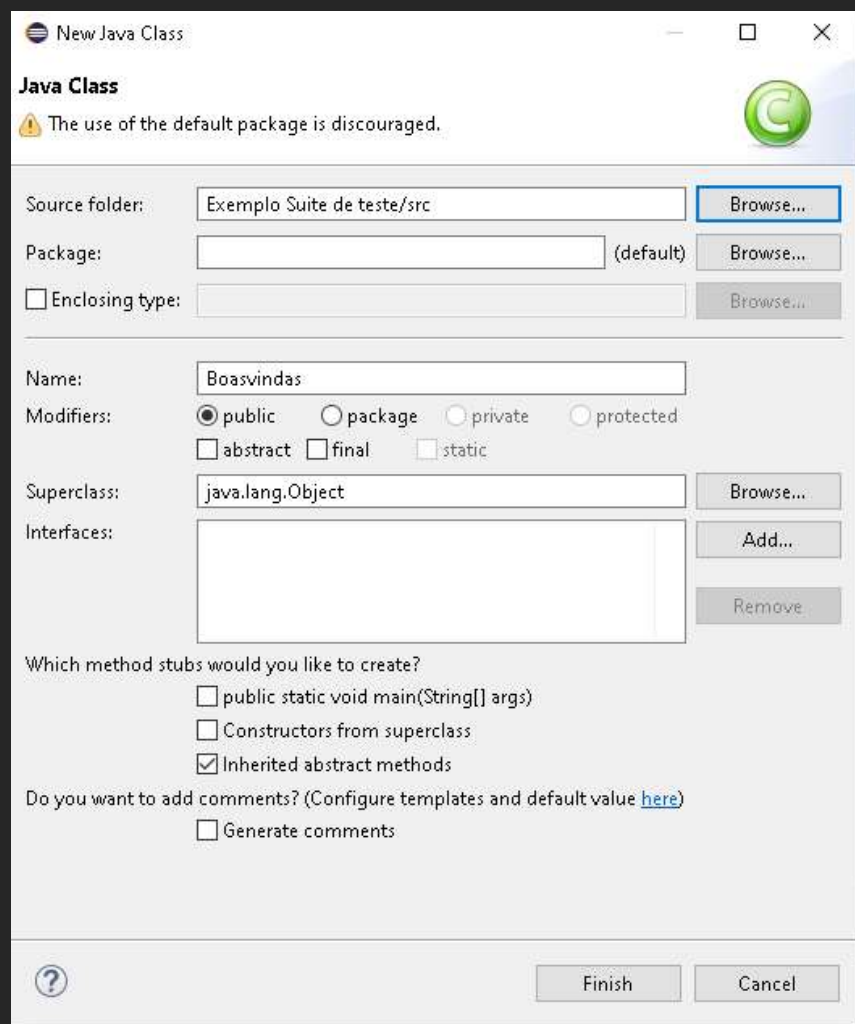 New Java Class
Java Class
The use of the default package is discouraged.
Source folder: Exemplo Suite de teste/src Browse...
Package: (default) Browse...
Enclosing type: Browse...
Name: Boasvindas
Modifiers: public package private protected
abstract final static
Superclass: java.lang.Object Browse...
Interfaces: Add...
Remove
Which method stubs would you like to create?
public static void main(String[] args)
Constructors from superclass
Inherited abstract methods
Do you want to add comments? (Configure templates and default value here)
Generate comments
? Finish Cancel